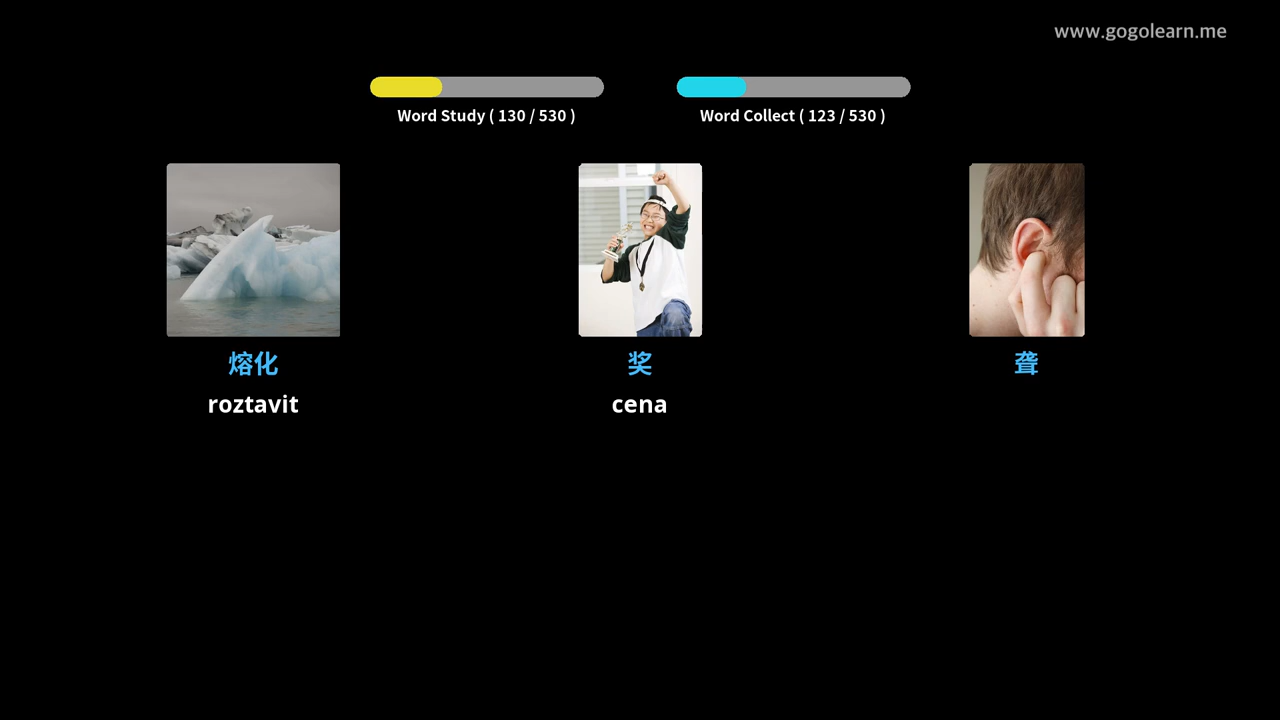 www.gogolearn.me
Word Study ( 130 / 530 )
Word Collect ( 123 / 530 )
熔化
奖
聋
roztavit
cena